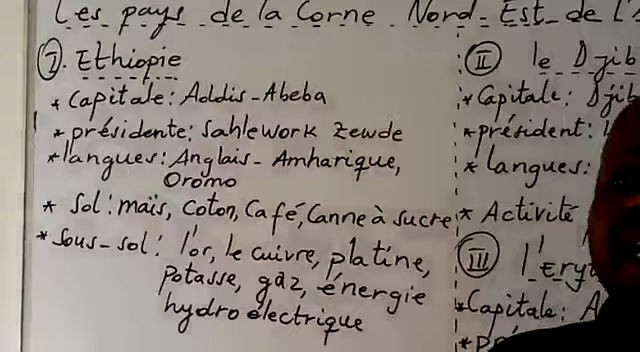 Les pays de la Corne Nord-Est de l'
I. Ethiopie
* Capitale: Addis-Abeba
* présidente: Sahlework Zewde
* langues: Anglais- Amharique,
Oromo
* Sol: maïs, Coton, Café, Canne à sucre
* Sous-sol: l'or, le cuivre, platine,
potasse, gaz, énergie
hydroélectrique
II le Djib
* Capitale: Djib
* président:
* langues:
* Activité
III l'Ery
* Capitale: A